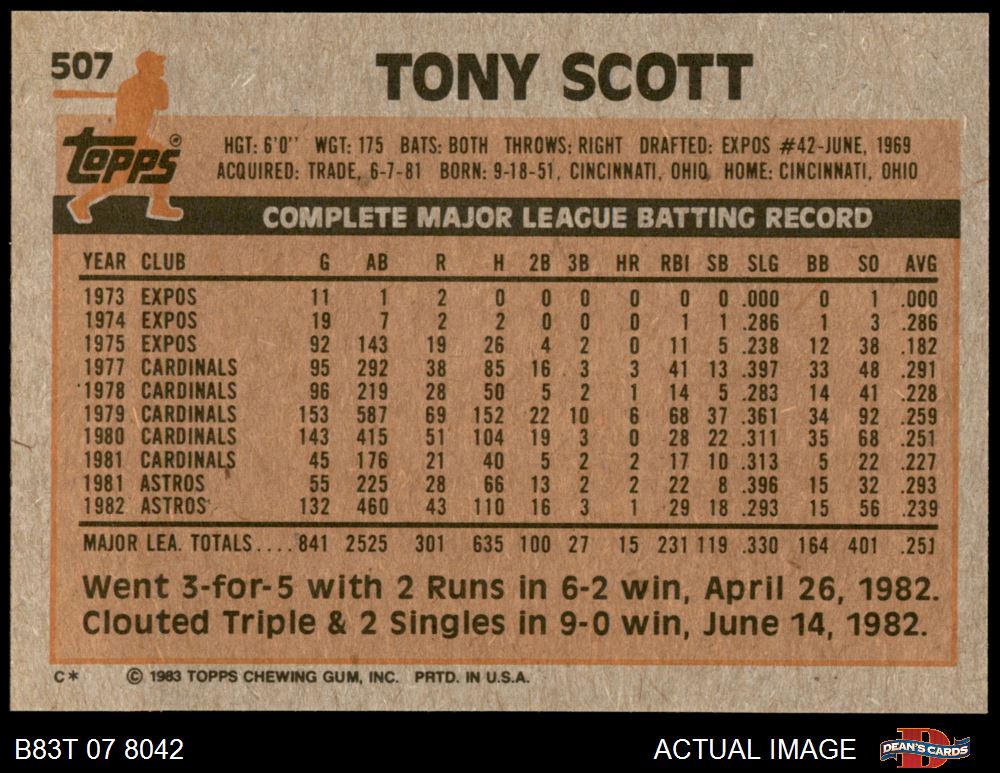 507
TONY SCOTT
Topps®
HGT: 6'0'' WGT: 175 BATS: BOTH THROWS: RIGHT DRAFTED: EXPOS #42-JUNE, 1969
ACQUIRED: TRADE, 6-7-81 BORN: 9-18-51, CINCINNATI, OHIO HOME: CINCINNATI, OHIO
COMPLETE MAJOR LEAGUE BATTING RECORD
YEAR CLUB G AB R H 2B 3B HR RBI SB SLG BB SO AVG
1973 EXPOS 11 1 2 0 0 0 0 0 0 .000 0 1 .000
1974 EXPOS 19 7 2 2 0 0 0 1 1 .286 1 3 .286
1975 EXPOS 92 143 19 26 4 2 0 11 5 .238 12 38 .182
1977 CARDINALS 95 292 38 85 16 3 3 41 13 .397 33 48 .291
1978 CARDINALS 96 219 28 50 5 2 1 14 5 .283 14 41 .228
1979 CARDINALS 153 587 69 152 22 10 6 68 37 .361 34 92 .259
1980 CARDINALS 143 415 51 104 19 3 0 28 22 .311 35 68 .251
1981 CARDINALS 45 176 21 40 5 2 2 17 10 .313 5 22 .227
1981 ASTROS 55 225 28 66 13 2 2 22 8 .396 15 32 .293
1982 ASTROS 132 460 43 110 16 3 1 29 18 .293 15 56 .239
MAJOR LEA. TOTALS.... 841 2525 301 635 100 27 15 231 119 .330 164 401 .251
Went 3-for-5 with 2 Runs in 6-2 win, April 26, 1982.
Clouted Triple & 2 Singles in 9-0 win, June 14, 1982.
C* © 1983 TOPPS CHEWING GUM, INC. PRTD. IN U.S.A.
B83T 07 8042 ACTUAL IMAGE DEAN'S CARDS